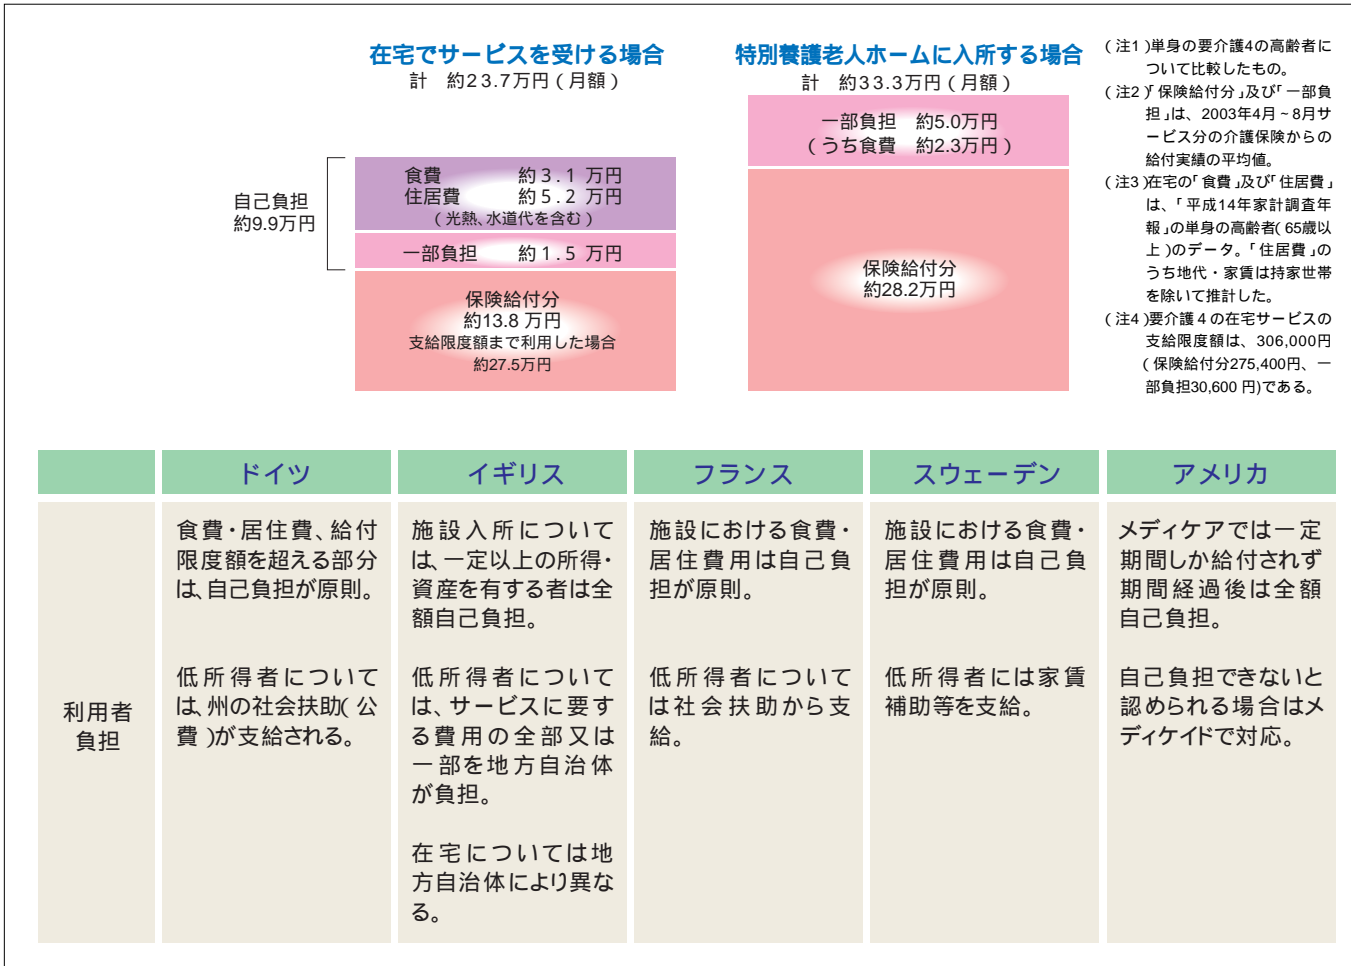 在宅でサービスを受ける場合
計　約23.7万円（月額）
自己負担
約9.9万円
食費　約3.1 万円
住居費　約5.2 万円
（光熱、水道代を含む）
一部負担　約1.5 万円
保険給付分
約13.8 万円
支給限度額まで利用した場合
約27.5万円
特別養護老人ホームに入所する場合
計　約33.3万円（月額）
一部負担　約5.0万円
（うち食費　約2.3万円）
保険給付分
約28.2万円
（注1）単身の要介護4の高齢者に
ついて比較したもの。
（注2）「保険給付分」及び「一部負
担」は、2003年4月～8月サ
ービス分の介護保険からの
給付実績の平均値。
（注3）在宅の「食費」及び「住居費」
は、「平成14年家計調査年
報」の単身の高齢者（65歳以
上）のデータ。「住居費」の
うち地代・家賃は持家世帯
を除いて推計した。
（注4）要介護４の在宅サービスの
支給限度額は、306,000円
（保険給付分275,400円、一
部負担30,600 円)である。
ドイツ
イギリス
フランス
スウェーデン
アメリカ
利用者
負担
食費・居住費、給付
限度額を超える部分
は、自己負担が原則。
低所得者について
は、州の社会扶助（公
費）が支給される。
施設入所について
は、一定以上の所得・
資産を有する者は全
額自己負担。
低所得者について
は、サービスに要す
る費用の全部又は
一部を地方自治体
が負担。
在宅については地
方自治体により異な
る。
施設における食費・
居住費用は自己負
担が原則。
低所得者について
は社会扶助から支
給。
施設における食費・
居住費用は自己負
担が原則。
低所得者には家賃
補助等を支給。
メディケアでは一定
期間しか給付されず
期間経過後は全額
自己負担。
自己負担できないと
認められる場合はメ
ディケイドで対応。